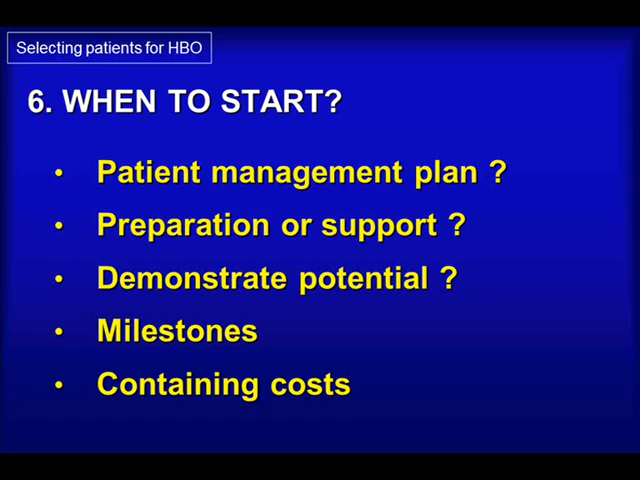 Selecting patients for HBO
6. WHEN TO START?
• Patient management plan ?
• Preparation or support ?
• Demonstrate potential ?
• Milestones
• Containing costs